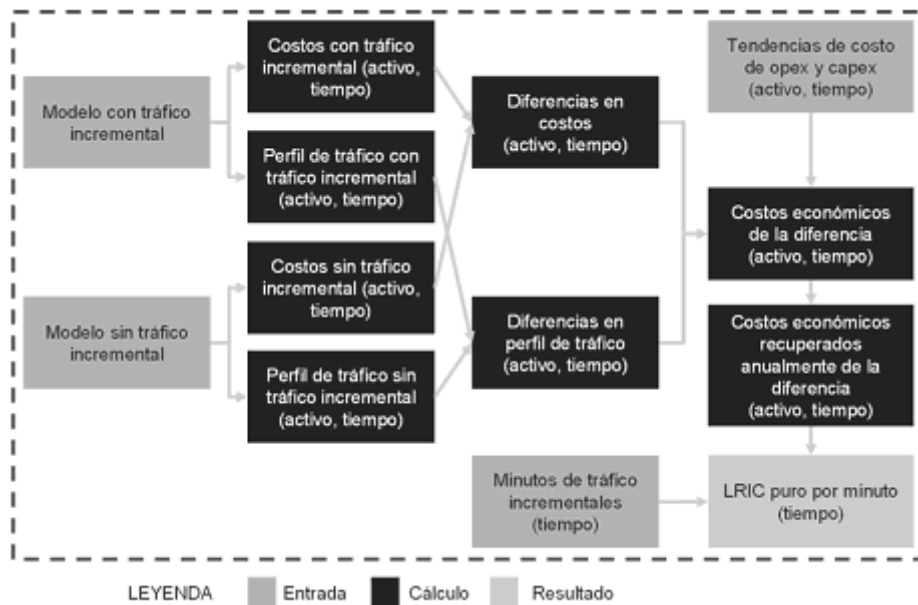 Costos con tráfico
incremental (activo,
tiempo)
Tendencias de costo
de opex y capex
(activo, tiempo)
Modelo con tráfico
incremental
Diferencias en
costos
(activo, tiempo)
Perfil de tráfico con
tráfico incremental
(activo, tiempo)
Costos económicos
de la diferencia
(activo, tiempo)
Costos sin tráfico
incremental (activo,
tiempo)
Modelo sin tráfico
incremental
Diferencias en
perfil de tráfico
(activo, tiempo)
Costos económicos
recuperados
anualmente de la
diferencia
(activo, tiempo)
Perfil de tráfico sin
tráfico incremental
(activo, tiempo)
Minutos de tráfico
incrementales
(tiempo)
LRIC puro por minuto
(tiempo)
LEYENDA Entrada Cálculo Resultado